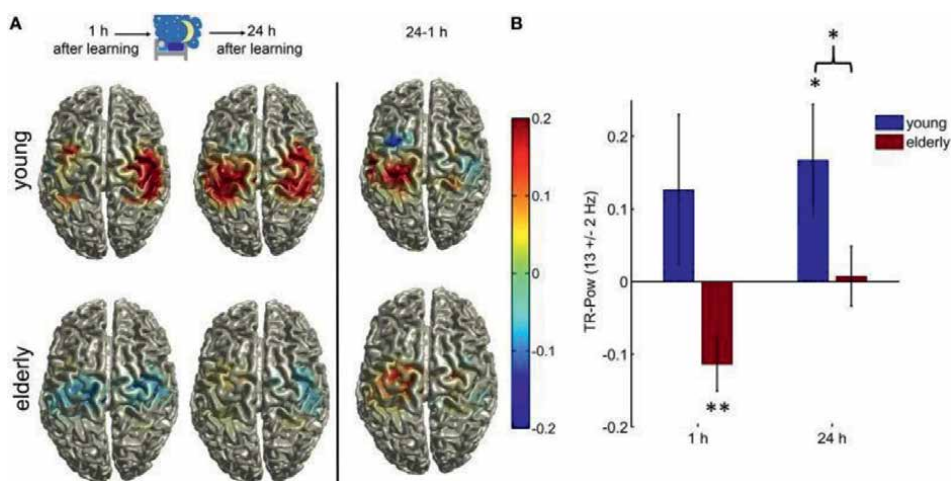 A
1 h
after learning
24 h
after learning
24-1 h
B
young
elderly
0.2
0.1
0
-0.1
-0.2
TR-Pow (13 +/- 2 Hz)
0.2
0.1
0
-0.1
-0.2
*
*
**
young
elderly
1 h
24 h